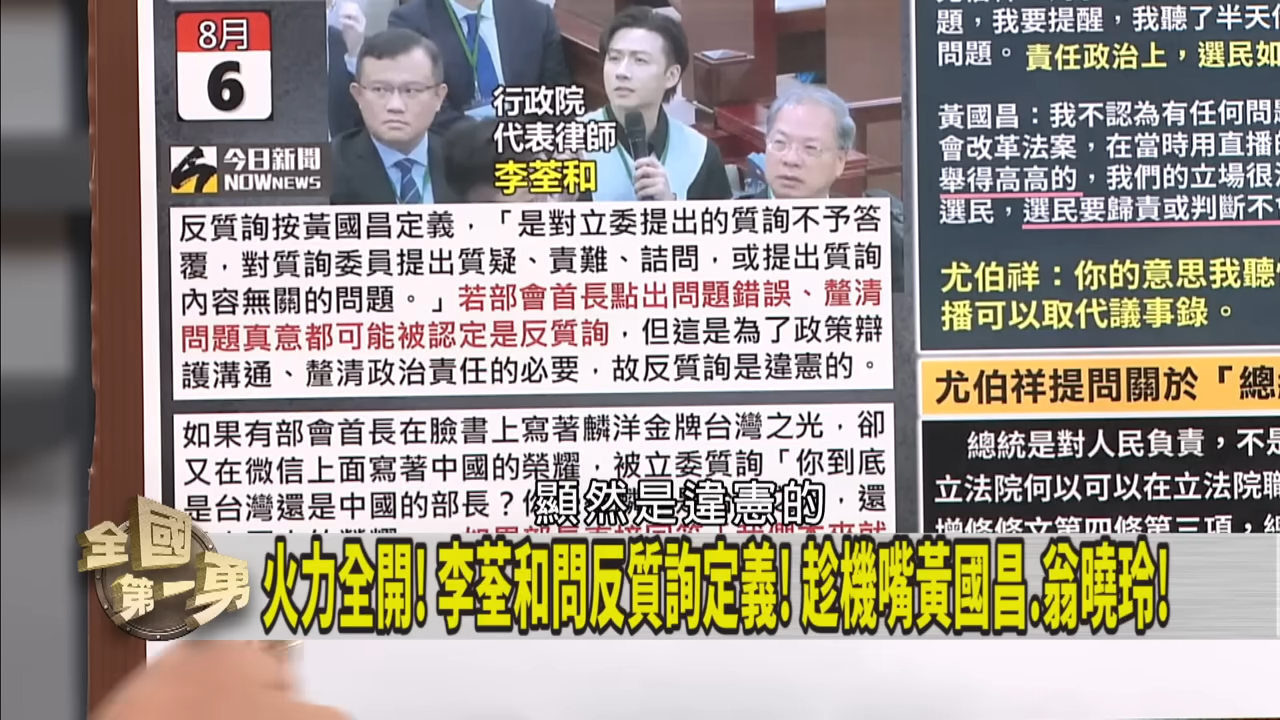 8月
6
今日新聞
NOWNEWS
行政院
代表律師
李荃和
反質詢按黃國昌定義，「是對立委提出的質詢不予答
覆，對質詢委員提出質疑、責難、詰問，或提出質詢
內容無關的問題。」若部會首長點出問題錯誤、釐清
問題真意都可能被認定是反質詢，但這是為了政策辯
護溝通、釐清政治責任的必要，故反質詢是違憲的。
如果有部會首長在臉書上寫著麟洋金牌台灣之光，卻
又在微信上面寫著中國的榮耀，被立委質詢「你到底
是台灣還是中國的部長？
，還
題，我要提醒，我聽了半天
問題。責任政治上，選民如
黃國昌：我不認為有任何問題
會改革法案，在當時用直播
舉得高高的，我們的立場很
選民，選民要歸責或判斷不
尤伯祥：你的意思我聽
播可以取代議事錄。
尤伯祥提問關於「總
總統是對人民負責，不是
立法院何以可以在立法院職
增修條文第四條第三項，
顯然是違憲的
全國第一勇
火力全開!李荃和問反質詢定義!趁機嘴黃國昌.翁曉玲!